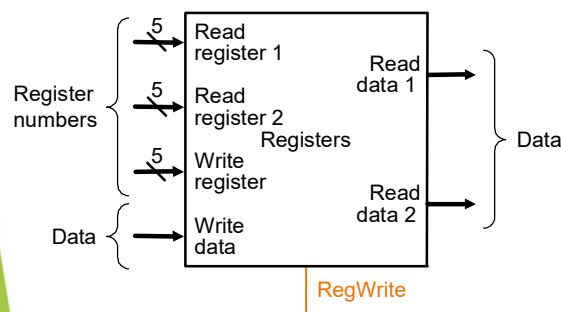 5
Read
register 1
Read
data 1
Register
numbers
5
Read
register 2
Registers
Data
5
Write
register
Read
data 2
Data
Write
data
RegWrite